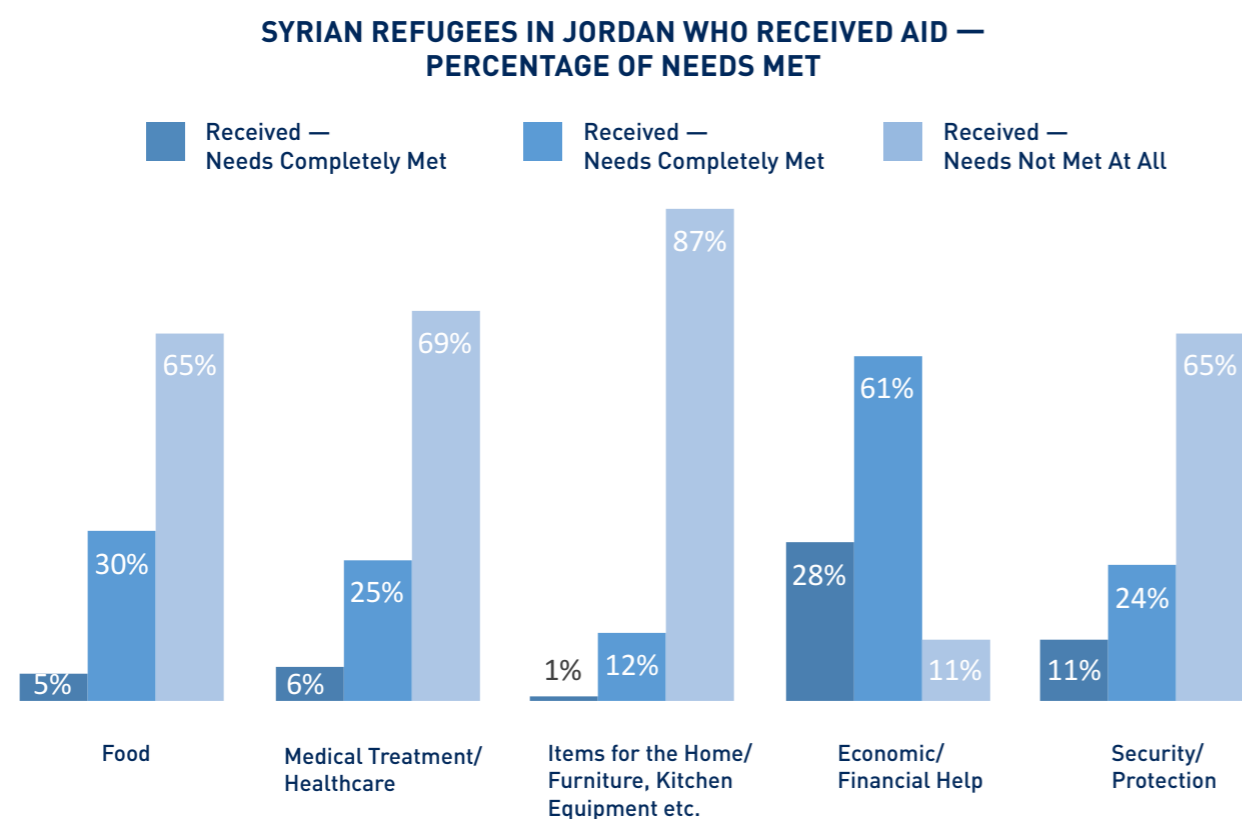 SYRIAN REFUGEES IN JORDAN WHO RECEIVED AID —
PERCENTAGE OF NEEDS MET
Received —
Needs Completely Met
Received —
Needs Completely Met
Received —
Needs Not Met At All
5%
30%
65%
6%
25%
69%
1%
12%
87%
28%
61%
11%
11%
24%
65%
Food
Medical Treatment/
Healthcare
Items for the Home/
Furniture, Kitchen
Equipment etc.
Economic/
Financial Help
Security/
Protection